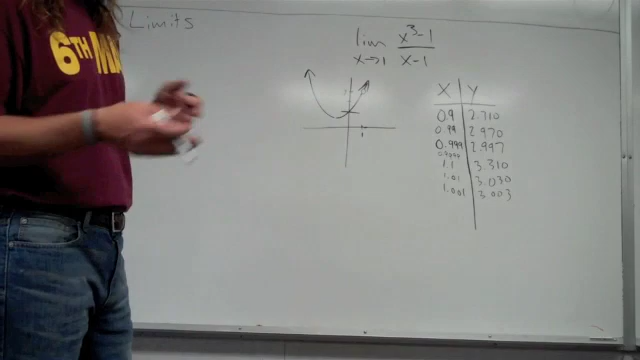 Limits
6TH
lim x³-1
x→1 x-1
X Y
0.9 2.710
0.99 2.970
0.999 2.997
1.1 3.310
1.01 3.030
1.001 3.003
1